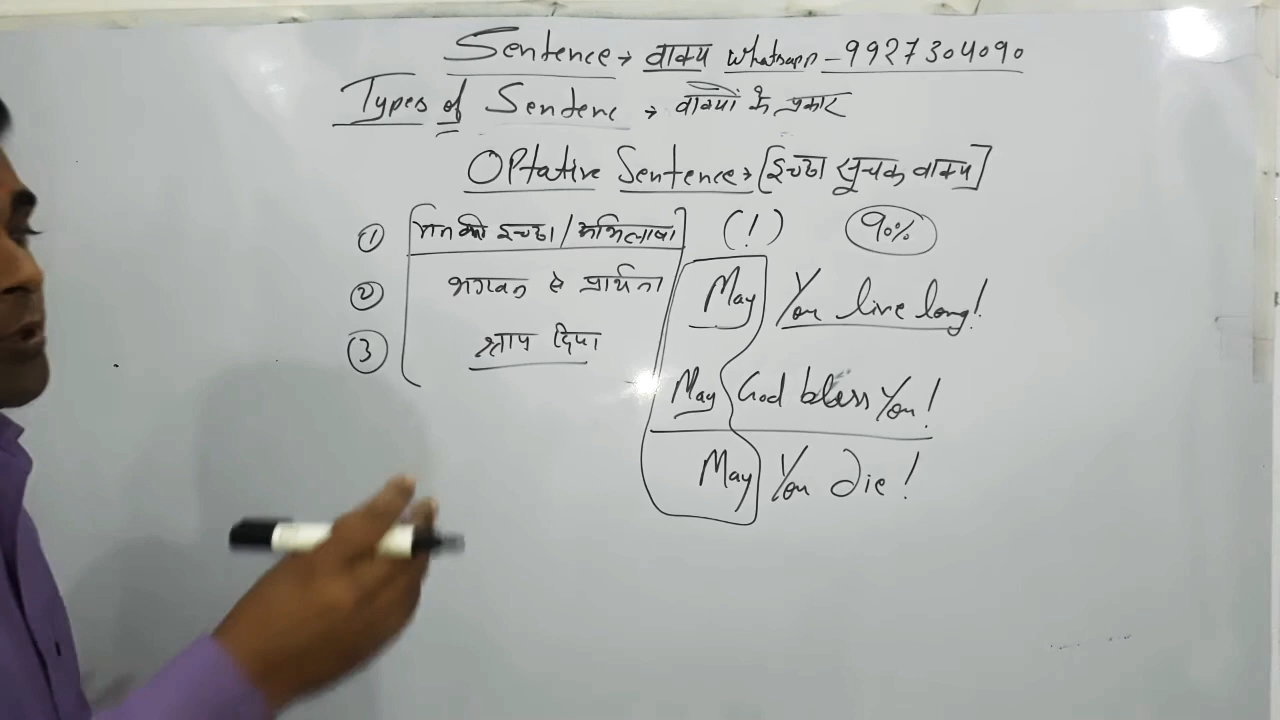 Sentence → वाक्य Whatsapp - 9927304090
Types of Sentenc → वाक्यों के प्रकार
Optative Sentence → [इच्छा सूचक वाक्य]
① मन की इच्छा / अभिलाषा (!) 90%
② भगवान से प्रार्थना May You live long!
③ श्राप दिया May God bless You!
May You Die!